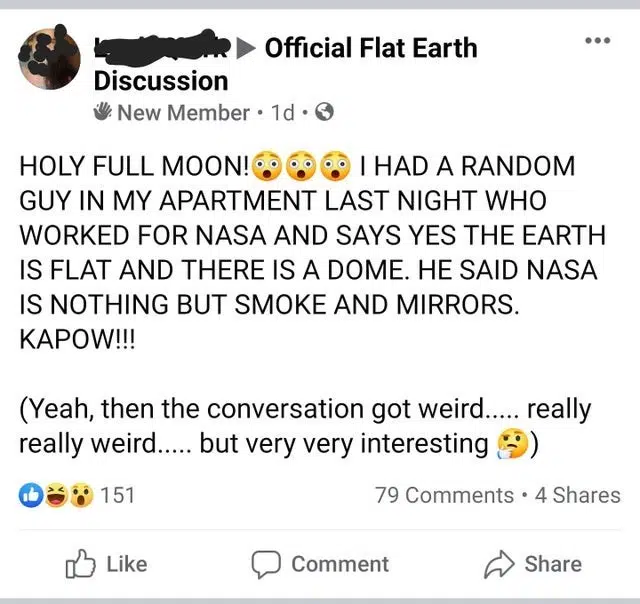 Official Flat Earth
Discussion
New Member • 1d •
HOLY FULL MOON!😳😳😳 I HAD A RANDOM
GUY IN MY APARTMENT LAST NIGHT WHO
WORKED FOR NASA AND SAYS YES THE EARTH
IS FLAT AND THERE IS A DOME. HE SAID NASA
IS NOTHING BUT SMOKE AND MIRRORS.
KAPOW!!!
(Yeah, then the conversation got weird..... really
really weird..... but very very interesting 🤔)
151
79 Comments • 4 Shares
Like
Comment
Share